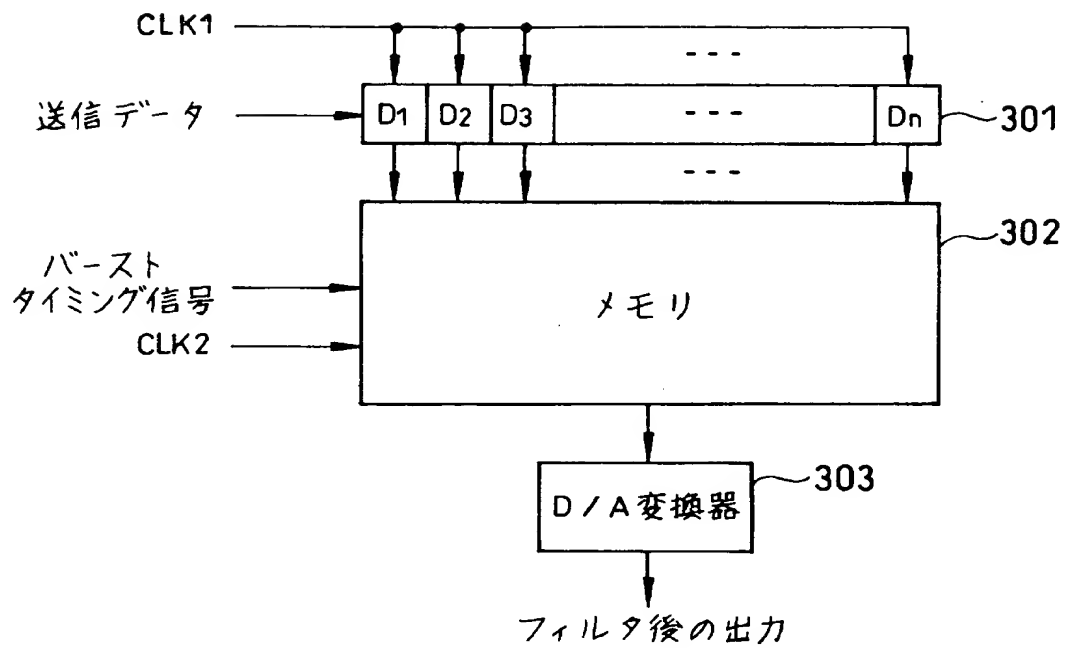 CLK1
- - -
送信データ D1 D2 D3 - - - Dn 301
- - -
302
バースト
タイミング信号
メモリ
CLK2
303
D/A変換器
フィルタ後の出力